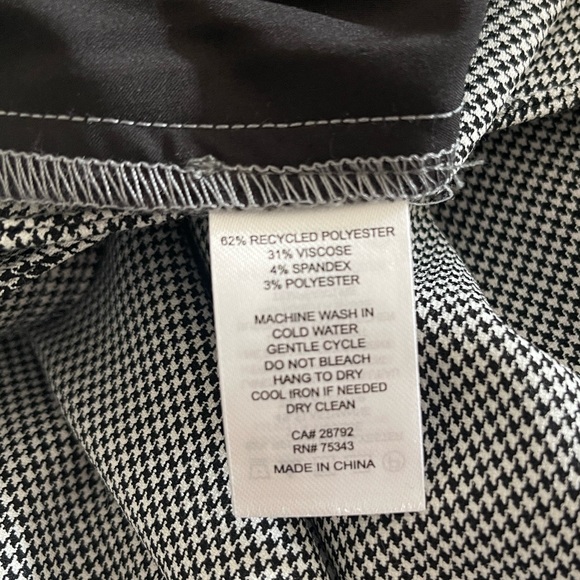 62% RECYCLED POLYESTER
31% VISCOSE
4% SPANDEX
3% POLYESTER
MACHINE WASH IN
COLD WATER
GENTLE CYCLE
DO NOT BLEACH
HANG TO DRY
COOL IRON IF NEEDED
DRY CLEAN
CA# 28792
RN# 75343
MADE IN CHINA